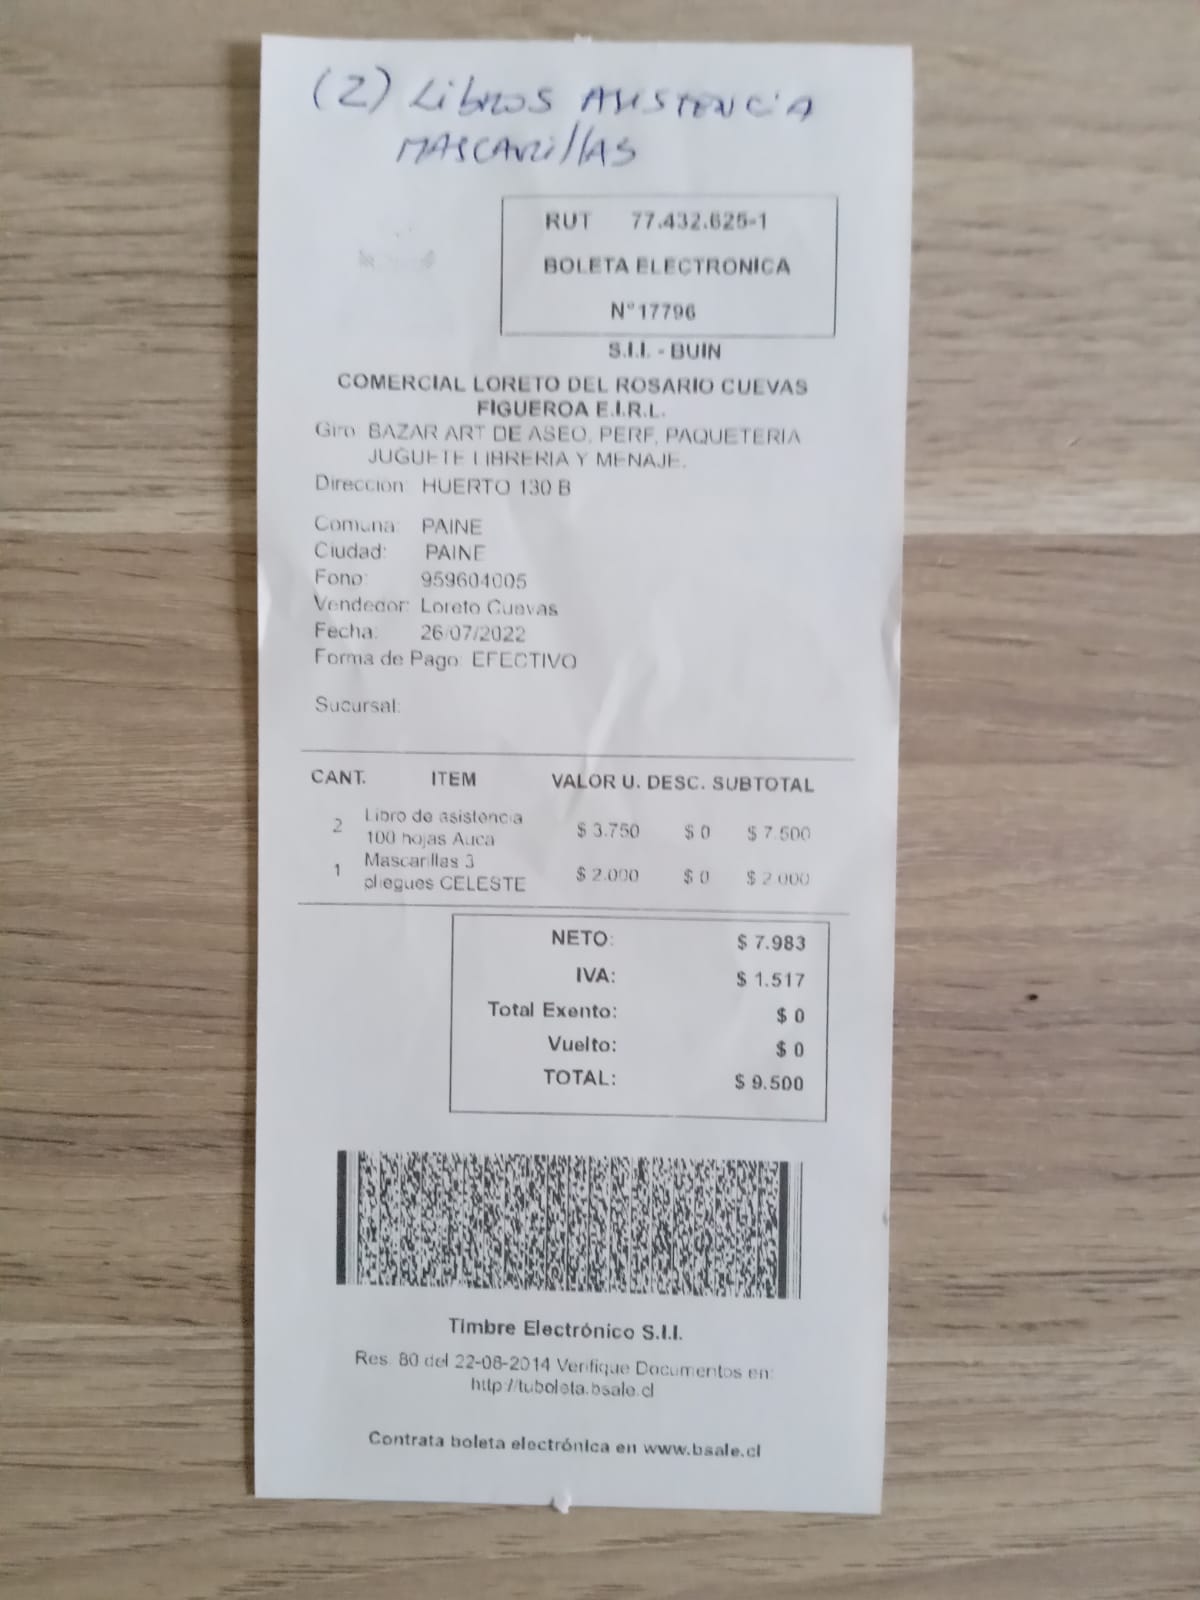 (2) Libros Asistencia
Mascarillas
RUT 77.432.625-1
BOLETA ELECTRONICA
N°17796
S.I.I. - BUIN
COMERCIAL LORETO DEL ROSARIO CUEVAS
FIGUEROA E.I.R.L.
Giro: BAZAR ART DE ASEO, PERF, PAQUETERIA
JUGUETE LIBRERIA Y MENAJE.
Dirección: HUERTO 130 B
Comuna: PAINE
Ciudad: PAINE
Fono: 959604005
Vendedor: Loreto Cuevas
Fecha: 26/07/2022
Forma de Pago: EFECTIVO
Sucursal:
CANT. ITEM VALOR U. DESC. SUBTOTAL
2 Libro de asistencia 100 hojas Auca $ 3.750 $ 0 $ 7.500
1 Mascarillas 3 pliegues CELESTE $ 2.000 $ 0 $ 2.000
NETO: $ 7.983
IVA: $ 1.517
Total Exento: $ 0
Vuelto: $ 0
TOTAL: $ 9.500
Timbre Electrónico S.I.I.
Res. 80 del 22-08-2014 Verifique Documentos en:
http://tuboleta.bsale.cl
Contrata boleta electrónica en www.bsale.cl